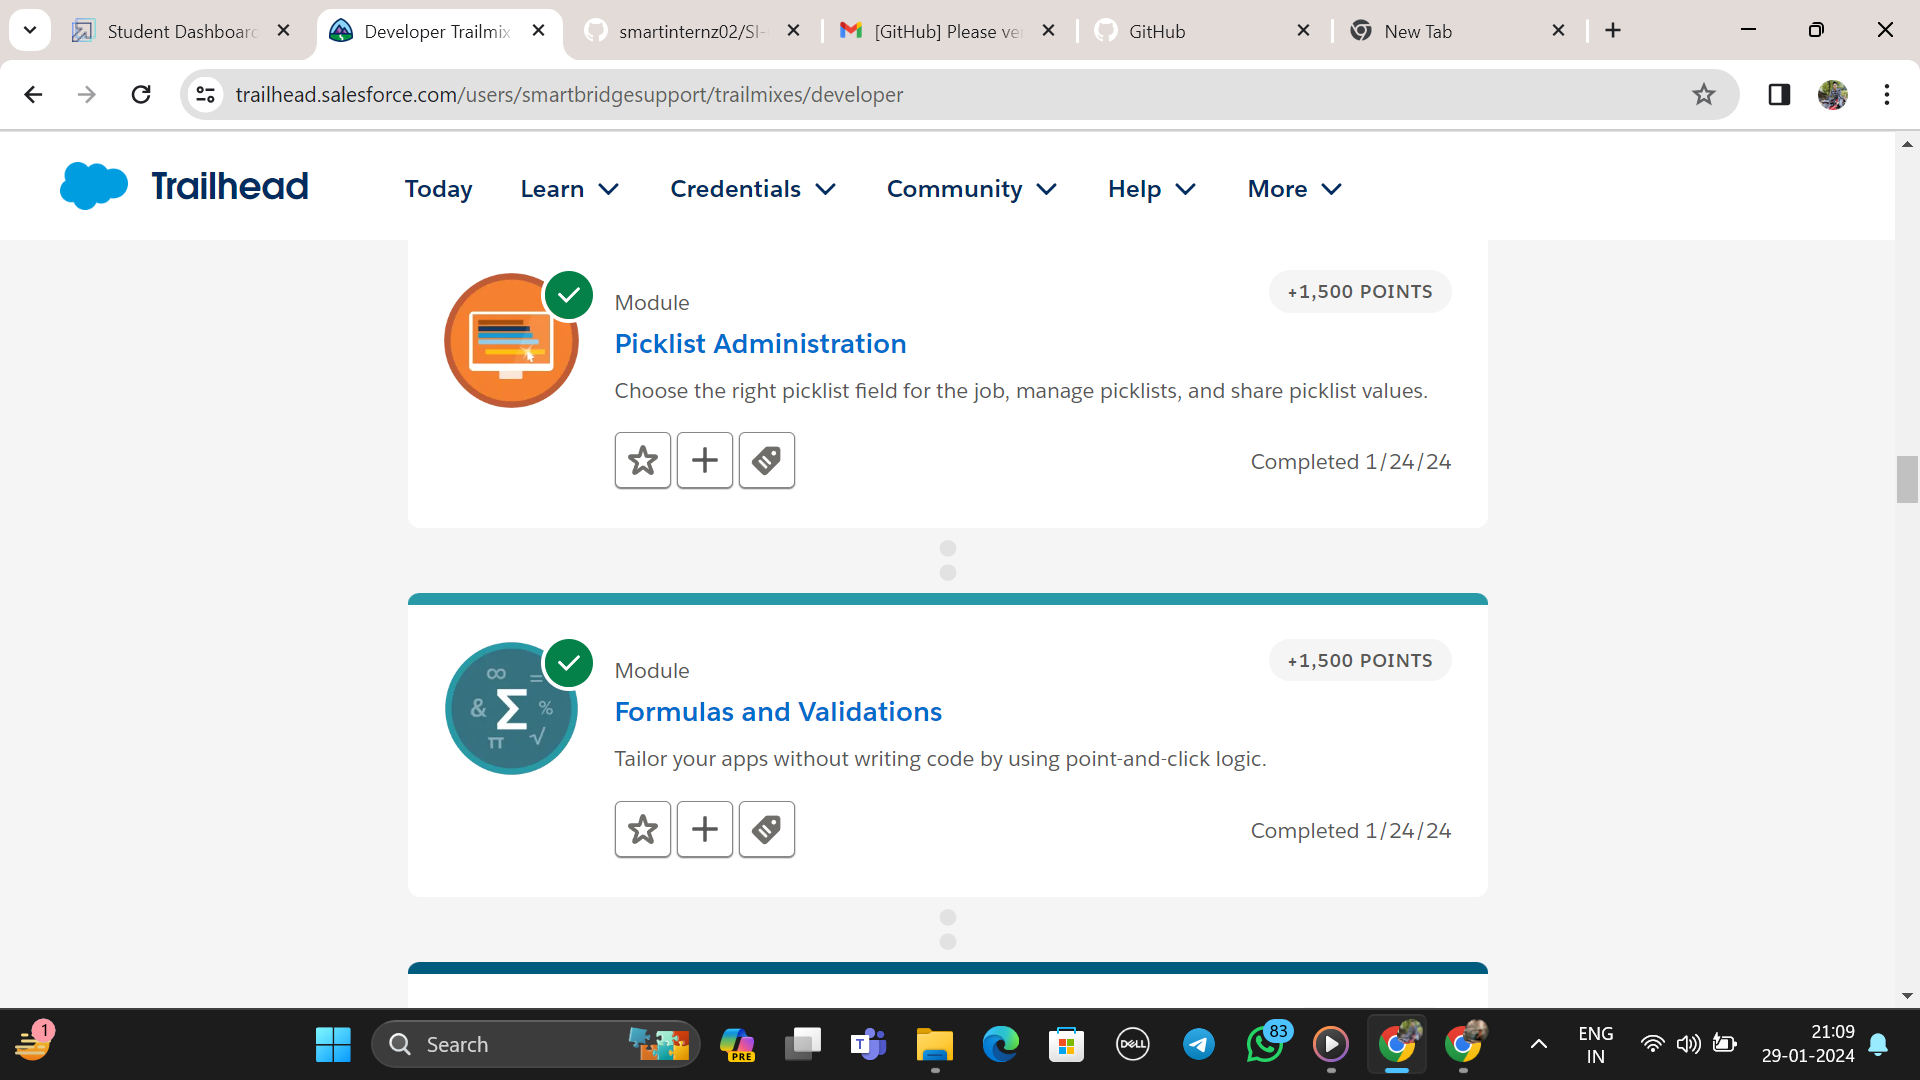 Student Dashboard
Developer Trailmix
smartinternz02/SI-
[GitHub] Please ve
GitHub
New Tab
trailhead.salesforce.com/users/smartbridgesupport/trailmixes/developer
Trailhead
Today
Learn
Credentials
Community
Help
More
Module
+1,500 POINTS
Picklist Administration
Choose the right picklist field for the job, manage picklists, and share picklist values.
Completed 1/24/24
Module
+1,500 POINTS
Formulas and Validations
Tailor your apps without writing code by using point-and-click logic.
Completed 1/24/24
∞ =
& Σ %
π √
1
Search
PRE
T
DELL
83
ENG
IN
21:09
29-01-2024